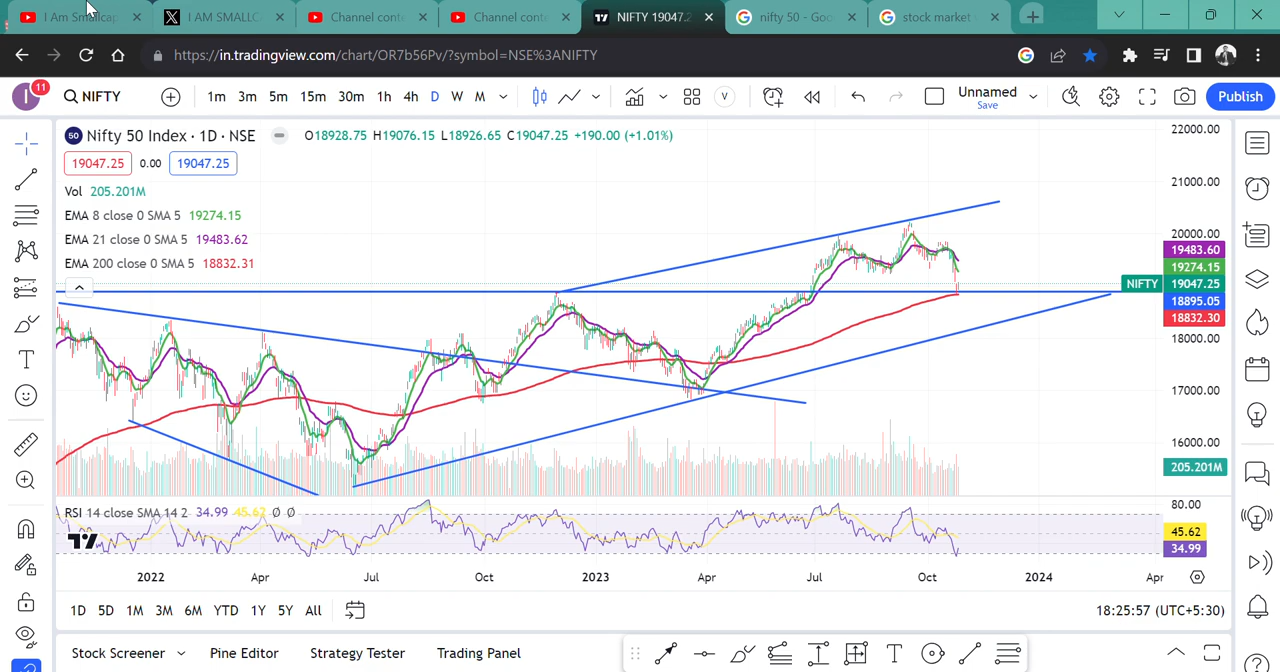 I Am Smallcap
I AM SMALLC
Channel cont
Channel cont
NIFTY 19047.2
nifty 50 - Goo
stock market
https://in.tradingview.com/chart/OR7b56Pv/?symbol=NSE%3ANIFTY
I 11 NIFTY 1m 3m 5m 15m 30m 1h 4h D W M V Unnamed Save Publish
50 Nifty 50 Index · 1D · NSE O18928.75 H19076.15 L18926.65 C19047.25 +190.00 (+1.01%)
19047.25 0.00 19047.25
Vol 205.201M
EMA 8 close 0 SMA 5 19274.15
EMA 21 close 0 SMA 5 19483.62
EMA 200 close 0 SMA 5 18832.31
22000.00
21000.00
20000.00
19483.60
19274.15
NIFTY 19047.25
18895.05
18832.30
18000.00
17000.00
16000.00
205.201M
RSI 14 close SMA 14 2 34.99 45.62 Ø Ø
80.00
45.62
34.99
2022 Apr Jul Oct 2023 Apr Jul Oct 2024 Apr
1D 5D 1M 3M 6M YTD 1Y 5Y All 18:25:57 (UTC+5:30)
Stock Screener Pine Editor Strategy Tester Trading Panel